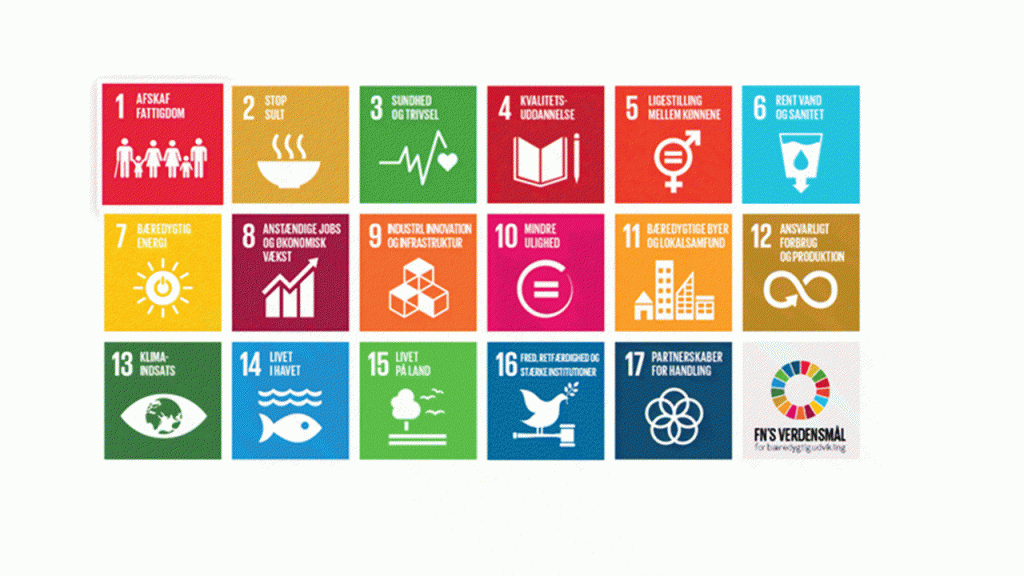 1 AFSKAF
FATTIGDOM
2 STOP
SULT
3 SUNDHED
OG TRIVSEL
4 KVALITETS-
UDDANNELSE
5 LIGESTILLING
MELLEM KØNNENE
6 RENT VAND
OG SANITET
7 BÆREDYGTIG
ENERGI
8 ANSTÆNDIGE JOBS
OG ØKONOMISK
VÆKST
9 INDUSTRI, INNOVATION
OG INFRASTRUKTUR
10 MINDRE
ULIGHED
11 BÆREDYGTIGE BYER
OG LOKALSAMFUND
12 ANSVARLIGT
FORBRUG
OG PRODUKTION
13 KLIMA-
INDSATS
14 LIVET
I HAVET
15 LIVET
PÅ LAND
16 FRED, RETFÆRDIGHED OG
STÆRKE INSTITUTIONER
17 PARTNERSKABER
FOR HANDLING
FN'S VERDENSMÅL
for bæredygtig udvikling